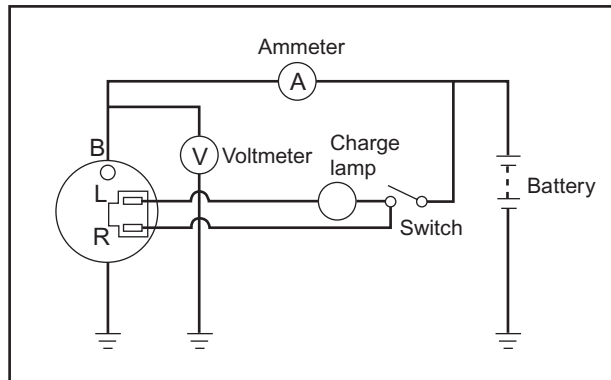 Ammeter
A
B
V
Voltmeter
Charge
lamp
L
R
Switch
Battery